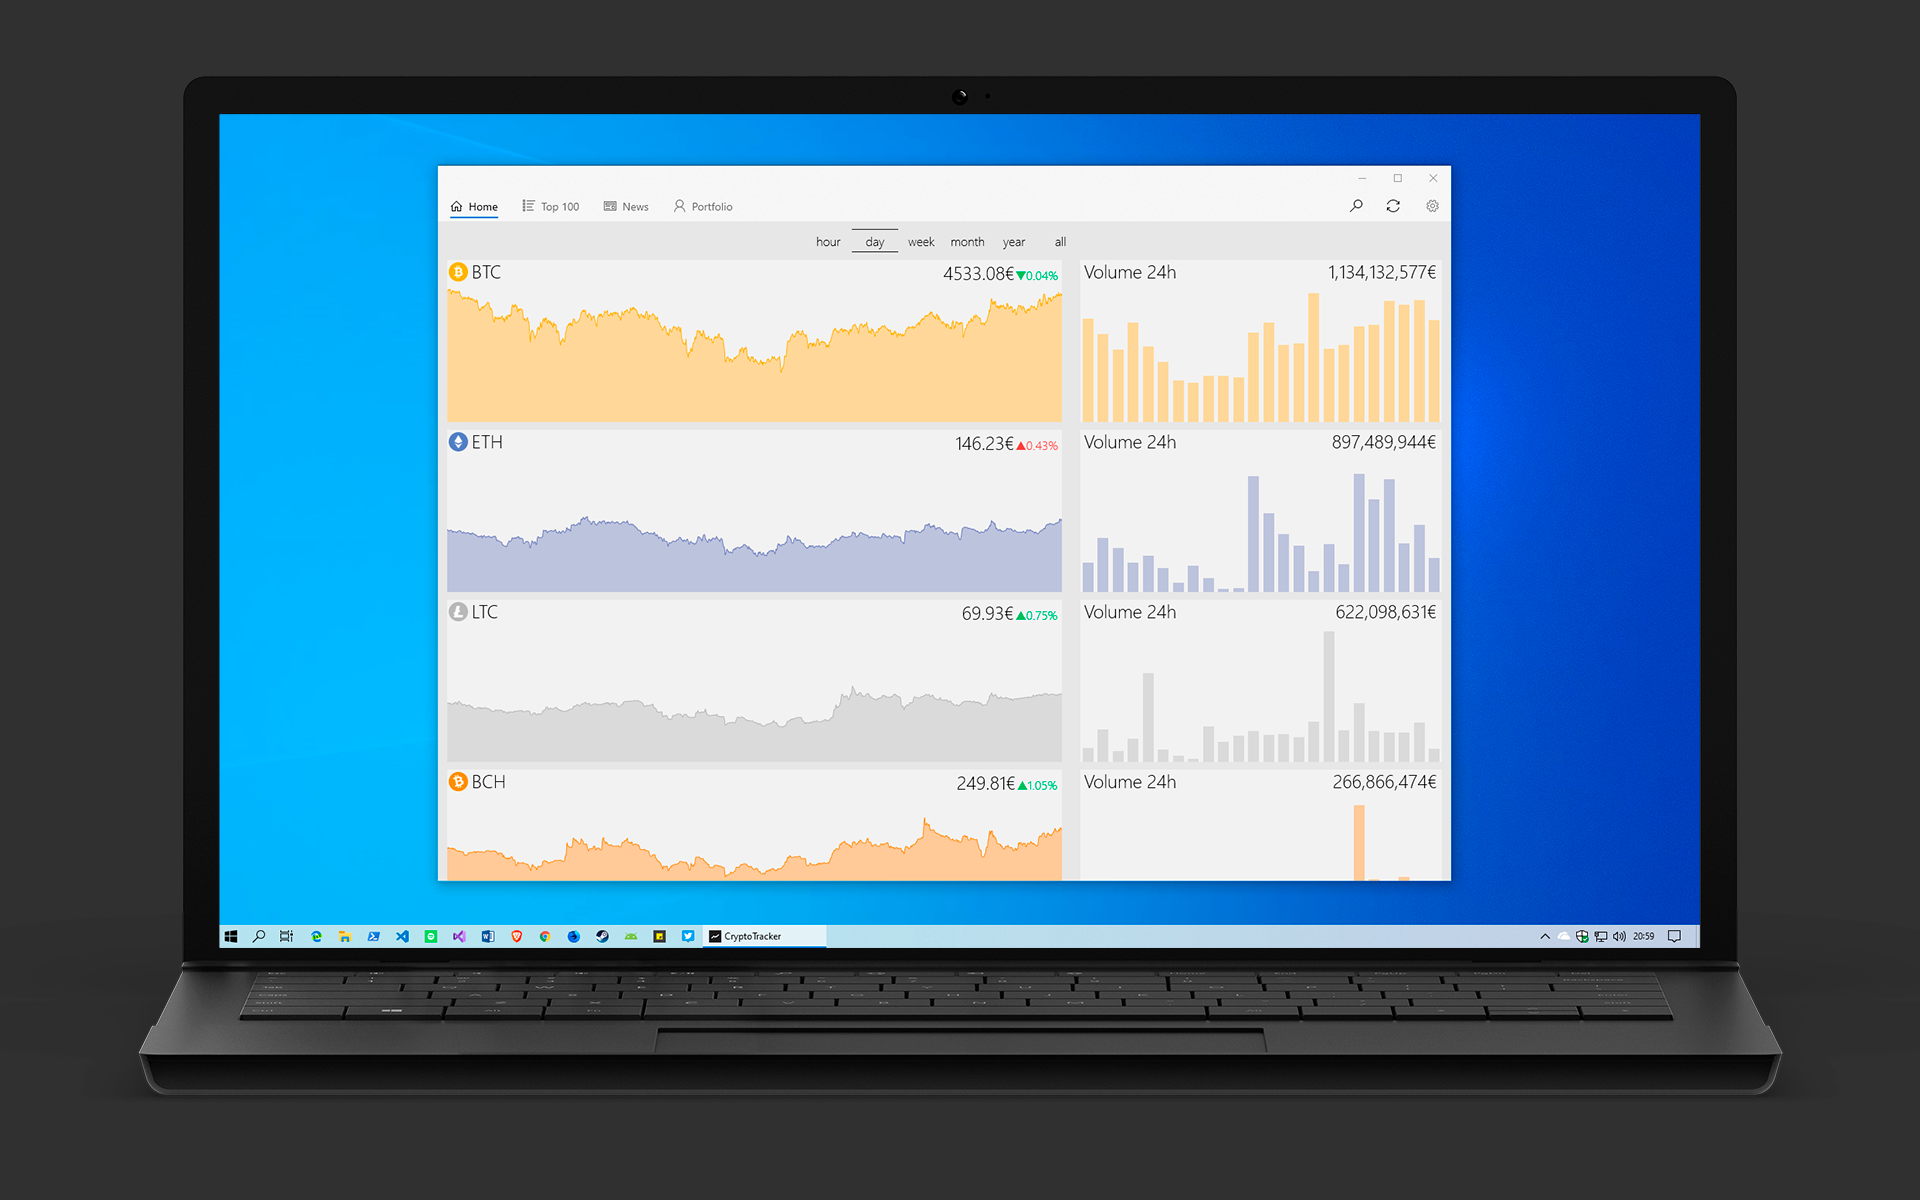 Home Top 100 News Portfolio
hour day week month year all
BTC 4533.08€▼0.04% Volume 24h 1,134,132,577€
ETH 146.23€▲0.43% Volume 24h 897,489,944€
LTC 69.93€▲0.75% Volume 24h 622,098,631€
BCH 249.81€▲1.05% Volume 24h 266,866,474€
CryptoTracker 20:59